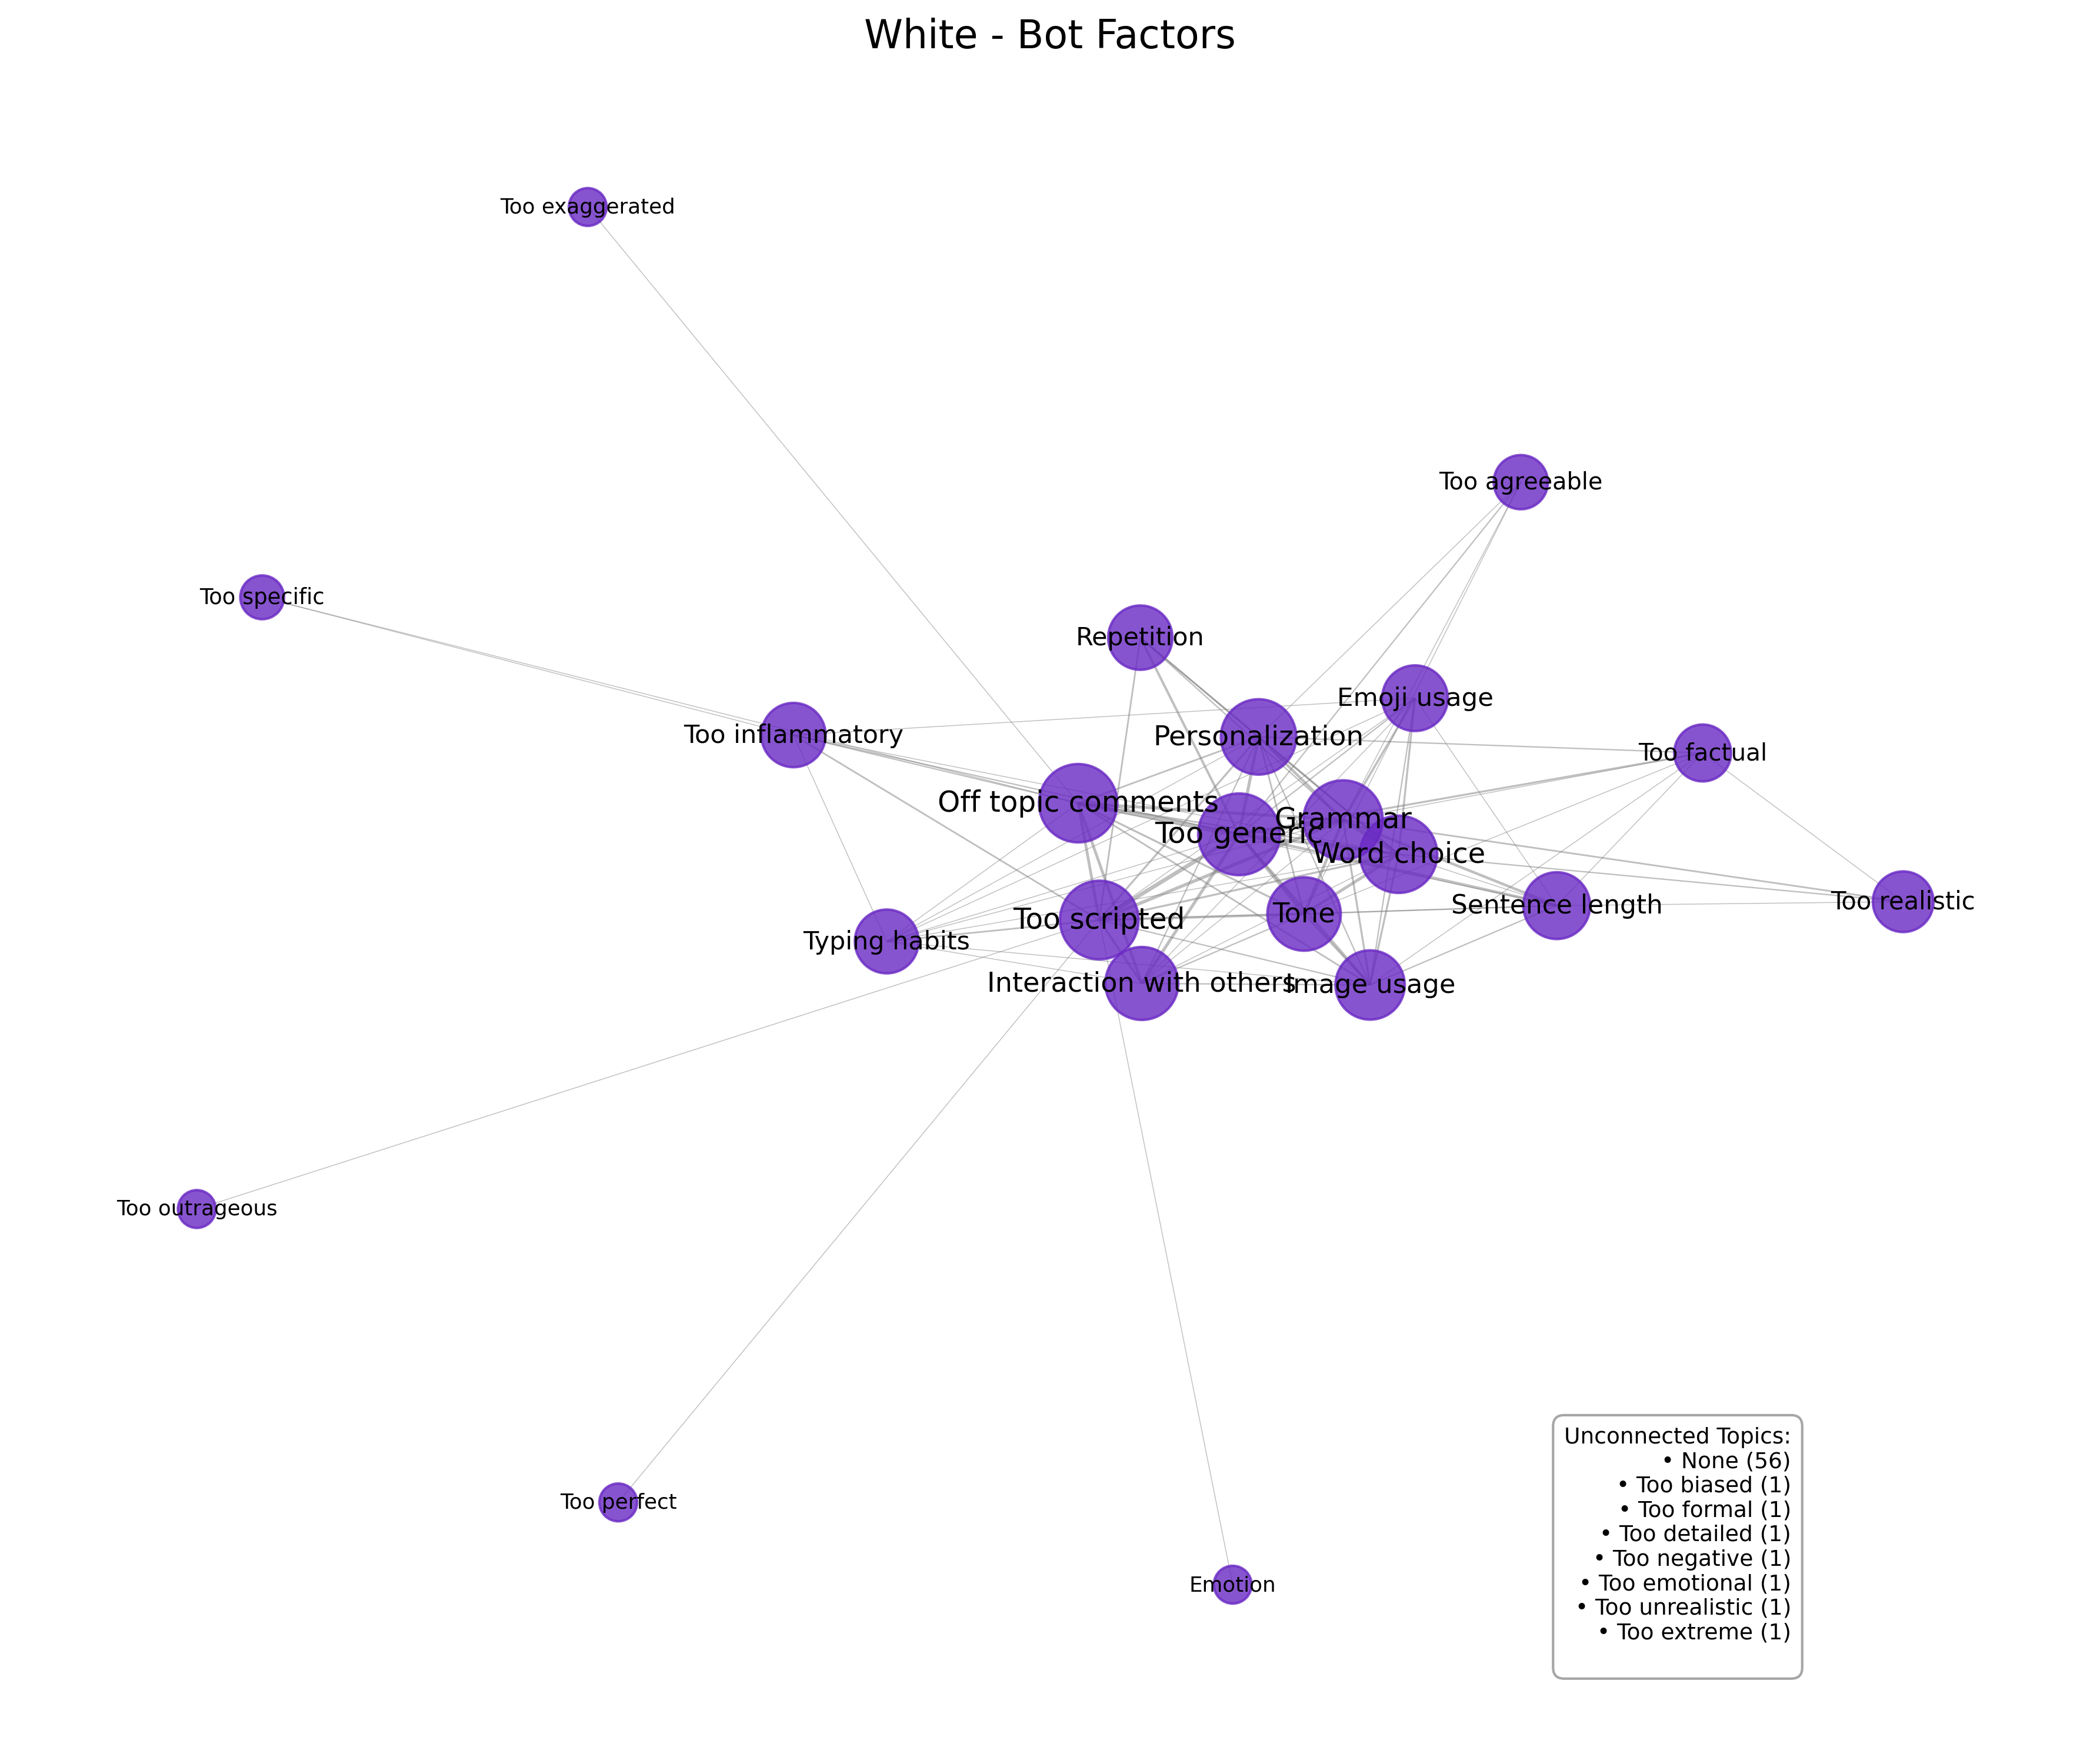 White - Bot Factors
Too exaggerated
Too agreeable
Too specific
Repetition
Emoji usage
Too inflammatory
Personalization
Too factual
Off topic comments
Grammar
Too generic
Word choice
Too realistic
Sentence length
Tone
Too scripted
Typing habits
Interaction with others
Image usage
Too outrageous
Too perfect
Emotion
Unconnected Topics:
• None (56)
• Too biased (1)
• Too formal (1)
• Too detailed (1)
• Too negative (1)
• Too emotional (1)
• Too unrealistic (1)
• Too extreme (1)